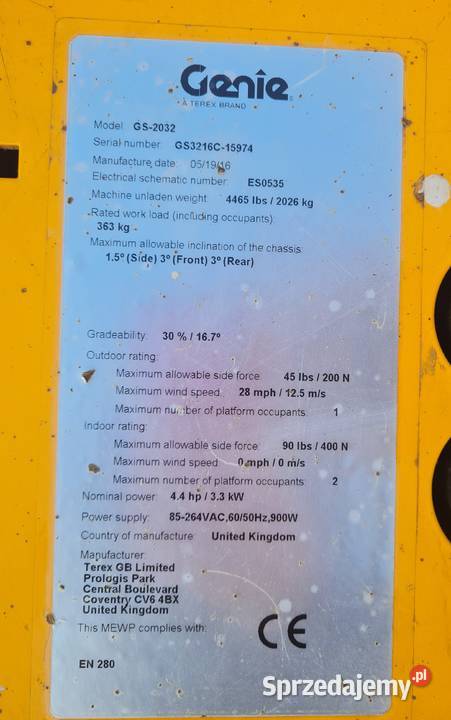 Genie
A TEREX BRAND
Model: GS-2032
Serial number: GS3216C-15974
Manufacture date: 05/19/16
Electrical schematic number: ES0535
Machine unladen weight: 4465 lbs / 2026 kg
Rated work load (including occupants):
363 kg
Maximum allowable inclination of the chassis:
1.5º (Side) 3º (Front) 3º (Rear)
Gradeability: 30 % / 16.7º
Outdoor rating:
Maximum allowable side force: 45 lbs / 200 N
Maximum wind speed: 28 mph / 12.5 m/s
Maximum number of platform occupants: 1
Indoor rating:
Maximum allowable side force: 90 lbs / 400 N
Maximum wind speed: 0 mph / 0 m/s
Maximum number of platform occupants: 2
Nominal power: 4.4 hp / 3.3 kW
Power supply: 85-264VAC,60/50Hz,900W
Country of manufacture: United Kingdom
Manufacturer:
Terex GB Limited
Prologis Park
Central Boulevard
Coventry CV6 4BX
United Kingdom
This MEWP complies with: CE
EN 280
Sprzedajemy.pl